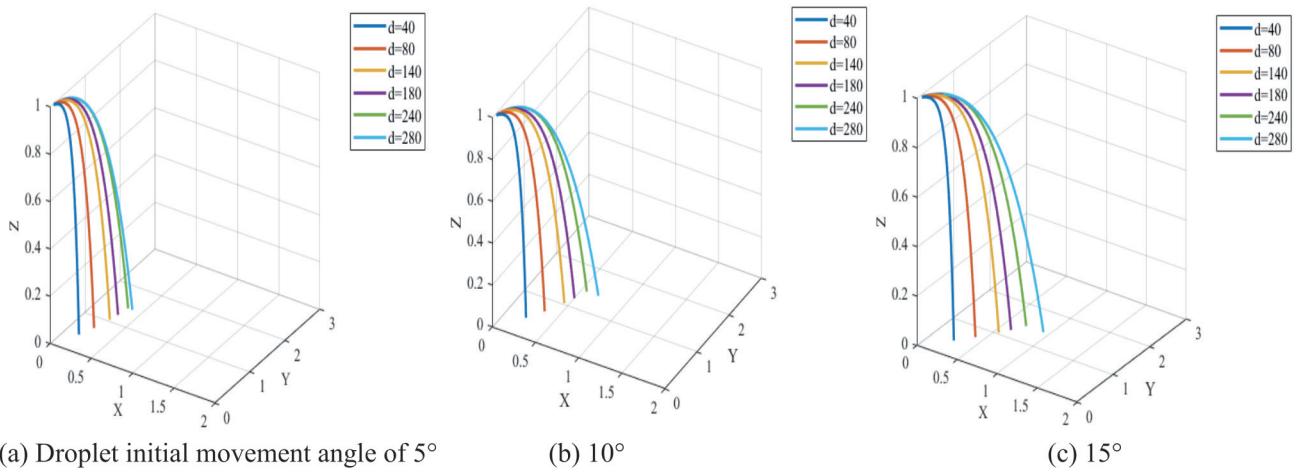 d=40
d=80
d=140
d=180
d=240
d=280
1
0.8
0.6
0.4
0.2
0
Z
0
0.5
1
1.5
2
X
0
1
2
3
Y
d=40
d=80
d=140
d=180
d=240
d=280
1
0.8
0.6
0.4
0.2
0
Z
0
0.5
1
1.5
2
X
0
1
2
3
Y
d=40
d=80
d=140
d=180
d=240
d=280
1
0.8
0.6
0.4
0.2
0
Z
0
0.5
1
1.5
2
X
0
1
2
3
Y
(a) Droplet initial movement angle of 5°
(b) 10°
(c) 15°